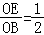 OE/OB = 1/2